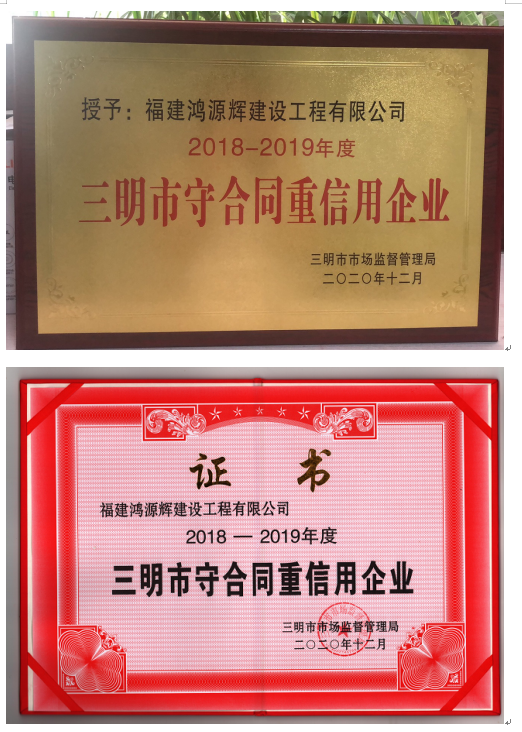 授予：福建鸿源辉建设工程有限公司
2018-2019年度
三明市守合同重信用企业
三明市市场监督管理局
二〇二〇年十二月
证 书
福建鸿源辉建设工程有限公司
2018 — 2019年度
三明市守合同重信用企业
三明市市场监督管理局
二〇二〇年十二月